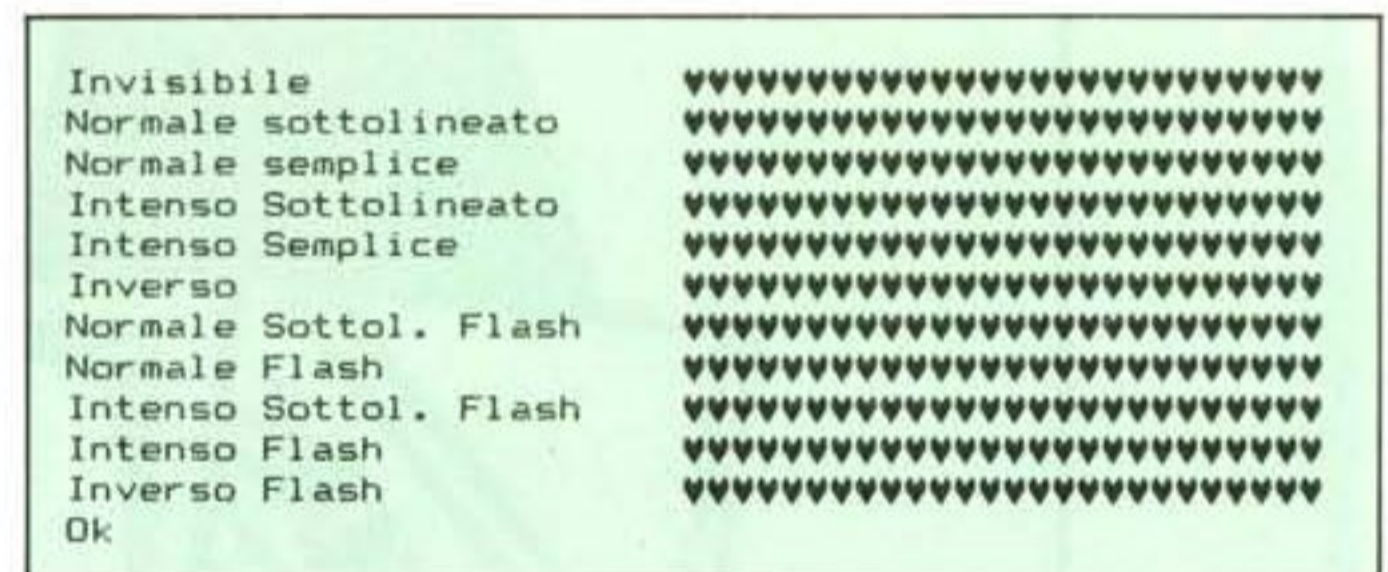 Invisibile ♥♥♥♥♥♥♥♥♥♥♥♥♥♥♥♥♥♥♥♥♥♥♥♥♥♥
Normale sottolineato ♥♥♥♥♥♥♥♥♥♥♥♥♥♥♥♥♥♥♥♥♥♥♥♥♥♥
Normale semplice ♥♥♥♥♥♥♥♥♥♥♥♥♥♥♥♥♥♥♥♥♥♥♥♥♥♥
Intenso Sottolineato ♥♥♥♥♥♥♥♥♥♥♥♥♥♥♥♥♥♥♥♥♥♥♥♥♥♥
Intenso Semplice ♥♥♥♥♥♥♥♥♥♥♥♥♥♥♥♥♥♥♥♥♥♥♥♥♥♥
Inverso ♥♥♥♥♥♥♥♥♥♥♥♥♥♥♥♥♥♥♥♥♥♥♥♥♥♥
Normale Sottol. Flash ♥♥♥♥♥♥♥♥♥♥♥♥♥♥♥♥♥♥♥♥♥♥♥♥♥♥
Normale Flash ♥♥♥♥♥♥♥♥♥♥♥♥♥♥♥♥♥♥♥♥♥♥♥♥♥♥
Intenso Sottol. Flash ♥♥♥♥♥♥♥♥♥♥♥♥♥♥♥♥♥♥♥♥♥♥♥♥♥♥
Intenso Flash ♥♥♥♥♥♥♥♥♥♥♥♥♥♥♥♥♥♥♥♥♥♥♥♥♥♥
Inverso Flash ♥♥♥♥♥♥♥♥♥♥♥♥♥♥♥♥♥♥♥♥♥♥♥♥♥♥
Ok